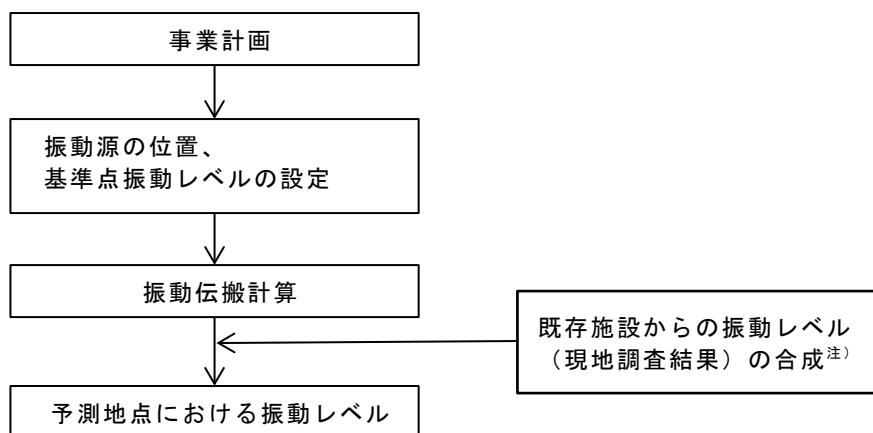 事業計画
振動源の位置、
基準点振動レベルの設定
振動伝搬計算
既存施設からの振動レベル
（現地調査結果）の合成注）
予測地点における振動レベル